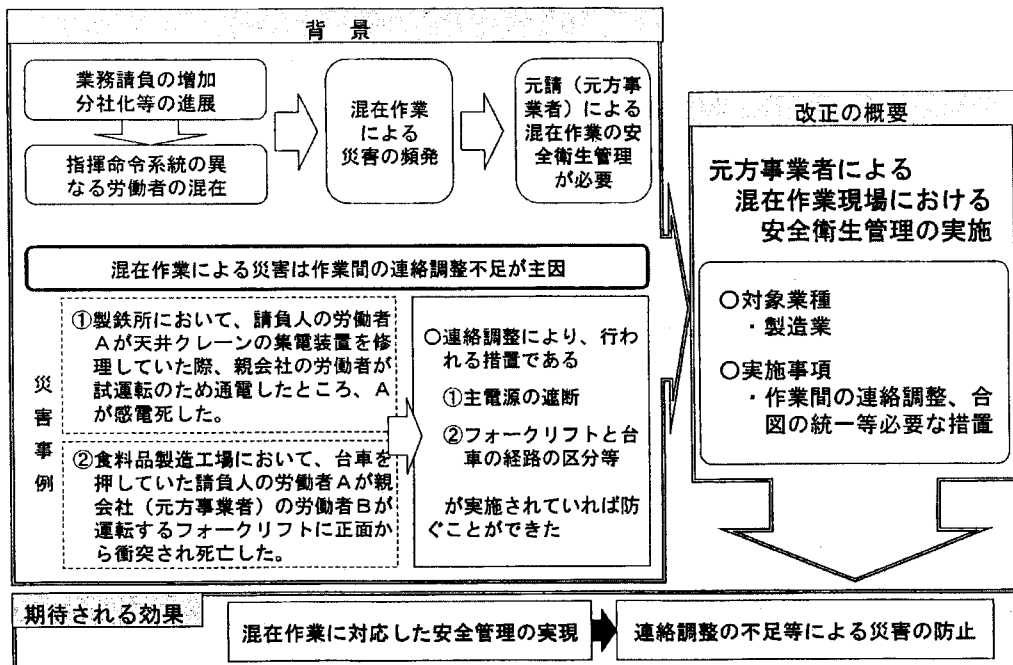 背 景
業務請負の増加
分社化等の進展
指揮命令系統の異
なる労働者の混在
混在作業
による
災害の頻発
元請（元方事
業者）による
混在作業の安
全衛生管理
が必要
混在作業による災害は作業間の連絡調整不足が主因
災害事例
①製鉄所において、請負人の労働者
Aが天井クレーンの集電装置を修
理していた際、親会社の労働者が
試運転のため通電したところ、A
が感電死した。
②食料品製造工場において、台車を
押していた請負人の労働者Aが親
会社（元方事業者）の労働者Bが
運転するフォークリフトに正面か
ら衝突され死亡した。
○連絡調整により、行わ
れる措置である
①主電源の遮断
②フォークリフトと台
車の経路の区分等
が実施されていれば防
ぐことができた
改正の概要
元方事業者による
混在作業現場における
安全衛生管理の実施
○対象業種
・製造業
○実施事項
・作業間の連絡調整、合
図の統一等必要な措置
期待される効果
混在作業に対応した安全管理の実現
連絡調整の不足等による災害の防止